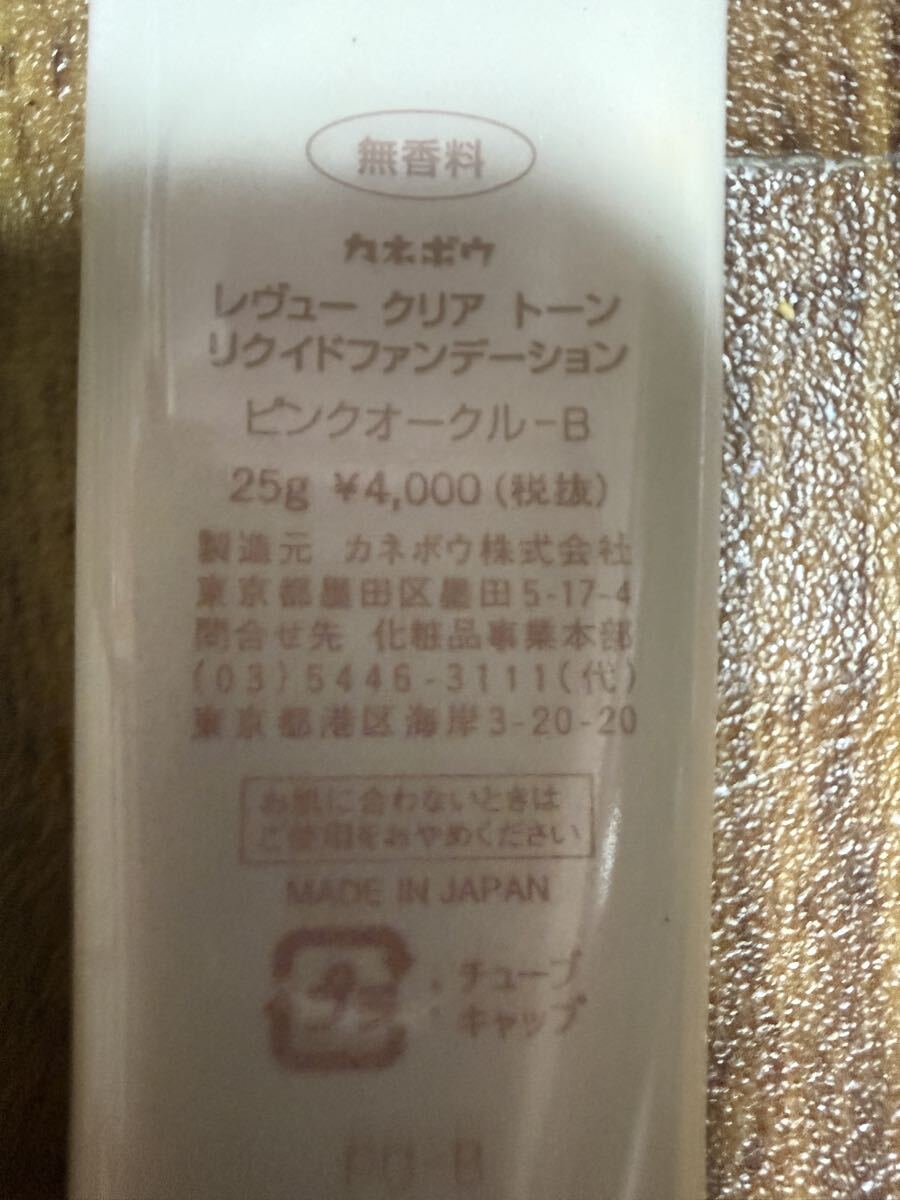 無香料
カネボウ
レヴュー クリア トーン
リクイドファンデーション
ピンクオークル-B
25g ¥4,000(税抜)
製造元 カネボウ株式会社
東京都墨田区墨田5-17-4
問合せ先 化粧品事業本部
(03)5446-3111(代)
東京都港区海岸3-20-20
お肌に合わないときは
ご使用をおやめください
MADE IN JAPAN
プラ
・チューブ
・キャップ
PO-B